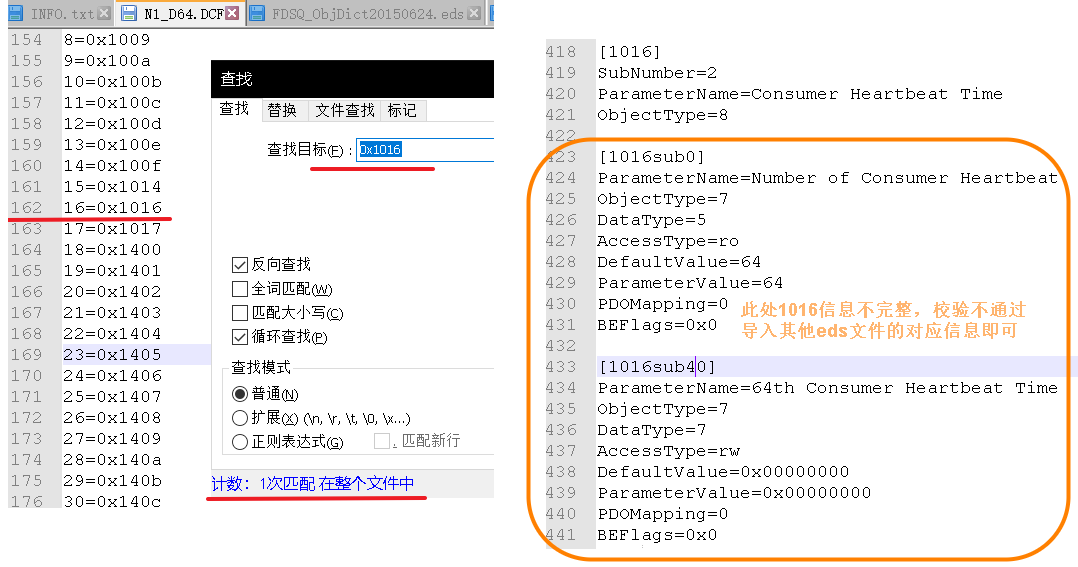 INFO.txt N1_D64.DCF FDSQ_ObjDict20150624.eds
154 8=0x1009
155 9=0x100a
156 10=0x100b
157 11=0x100c
158 12=0x100d
159 13=0x100e
160 14=0x100f
161 15=0x1014
162 16=0x1016
163 17=0x1017
164 18=0x1400
165 19=0x1401
166 20=0x1402
167 21=0x1403
168 22=0x1404
169 23=0x1405
170 24=0x1406
171 25=0x1407
172 26=0x1408
173 27=0x1409
174 28=0x140a
175 29=0x140b
176 30=0x140c
查找
查找 替换 文件查找 标记
查找目标(F) : 0x1016
反向查找
全词匹配(W)
匹配大小写(C)
循环查找(P)
查找模式
普通(N)
扩展(X) (\n, \r, \t, \0, \x...)
正则表达式(G) . 匹配新行
计数: 1次匹配 在整个文件中
418 [1016]
419 SubNumber=2
420 ParameterName=Consumer Heartbeat Time
421 ObjectType=8
422
423 [1016sub0]
424 ParameterName=Number of Consumer Heartbeat
425 ObjectType=7
426 DataType=5
427 AccessType=ro
428 DefaultValue=64
429 ParameterValue=64
430 PDOMapping=0
431 BEFlags=0x0
此处1016信息不完整，校验不通过
导入其他eds文件的对应信息即可
432
433 [1016sub40]
434 ParameterName=64th Consumer Heartbeat Time
435 ObjectType=7
436 DataType=7
437 AccessType=rw
438 DefaultValue=0x00000000
439 ParameterValue=0x00000000
440 PDOMapping=0
441 BEFlags=0x0